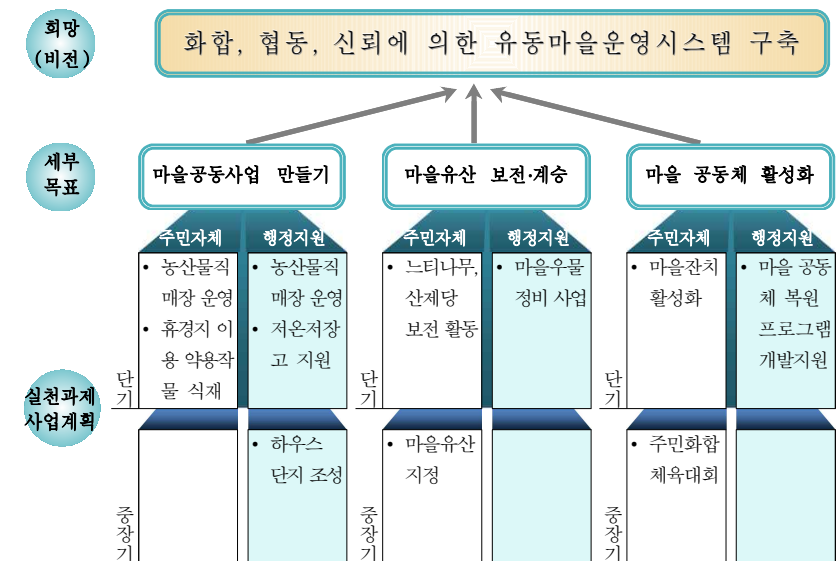 희망
(비전)
화합, 협동, 신뢰에 의한 유동마을운영시스템 구축
세부
목표
마을공동사업 만들기
마을유산 보전·계승
마을 공동체 활성화
주민자체
행정지원
주민자체
행정지원
주민자체
행정지원
실천과제
사업계획
단
기
• 농산물직
매장 운영
• 휴경지 이
용 약용작
물 식재
• 농산물직
매장 운영
• 저온저장
고 지원
단
기
• 느티나무,
산제당
보전 활동
• 마을우물
정비 사업
단
기
• 마을잔치
활성화
• 마을 공동
체 복원
프로그램
개발지원
중
장
기
• 하우스
단지 조성
중
장
기
• 마을유산
지정
중
장
기
• 주민화합
체육대회